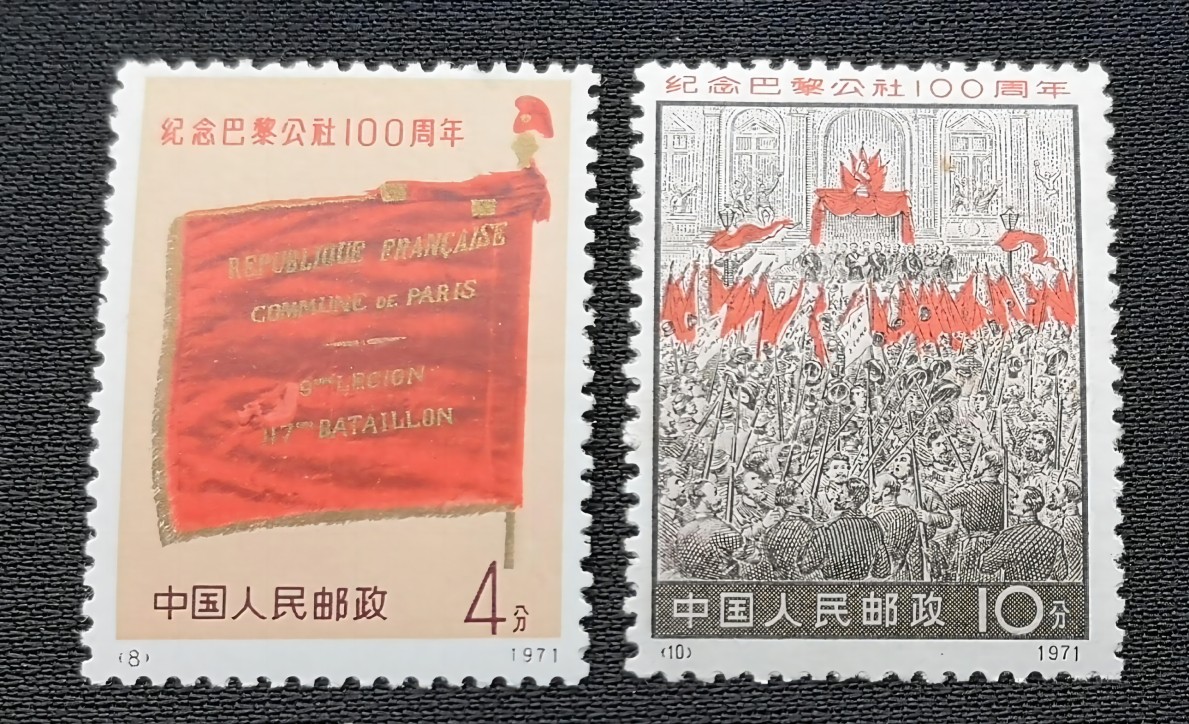 纪念巴黎公社100周年
REPUBLIQUE FRANÇAISE
COMMUNE DE PARIS
9me LEGION
117me BATAILLON
中国人民邮政 4分
(8) 1971
纪念巴黎公社100周年
中国人民邮政 10分
(10) 1971